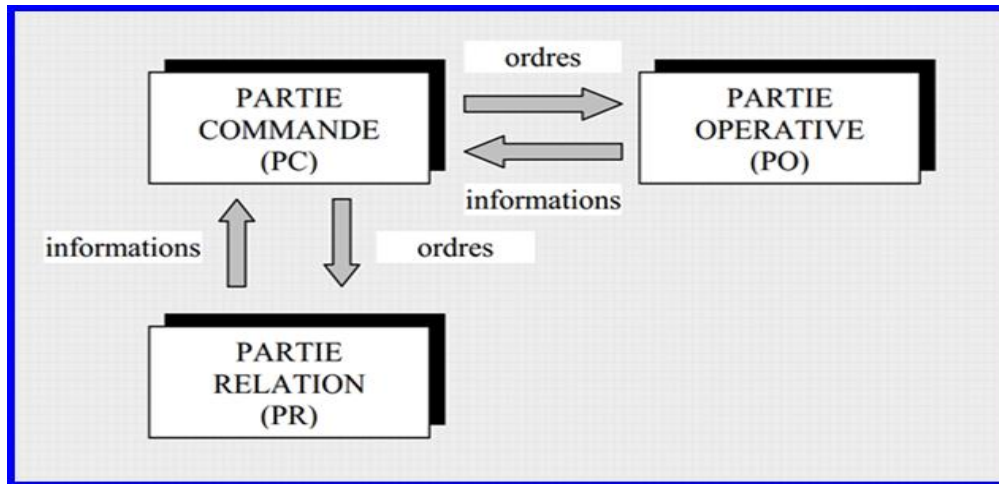 ordres
PARTIE
COMMANDE
(PC)
PARTIE
OPERATIVE
(PO)
informations
informations
ordres
PARTIE
RELATION
(PR)